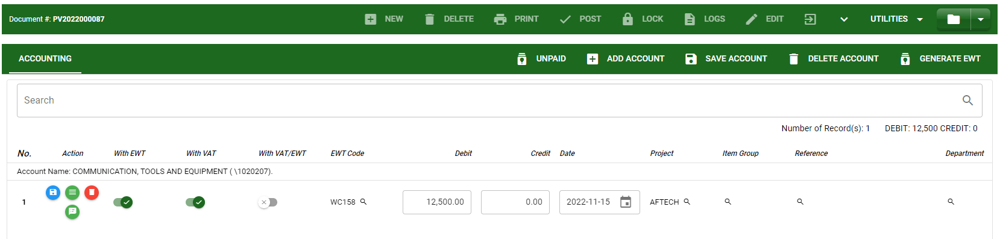 Document #: PV2022000087 NEW DELETE PRINT POST LOCK LOGS EDIT UTILITIES
ACCOUNTING UNPAID ADD ACCOUNT SAVE ACCOUNT DELETE ACCOUNT GENERATE EWT
Search
Number of Record(s): 1 DEBIT: 12,500 CREDIT: 0
No. Action With EWT With VAT With VAT/EWT EWT Code Debit Credit Date Project Item Group Reference Department
Account Name: COMMUNICATION, TOOLS AND EQUIPMENT ( \1020207).
1 WC158 12,500.00 0.00 2022-11-15 AFTECH